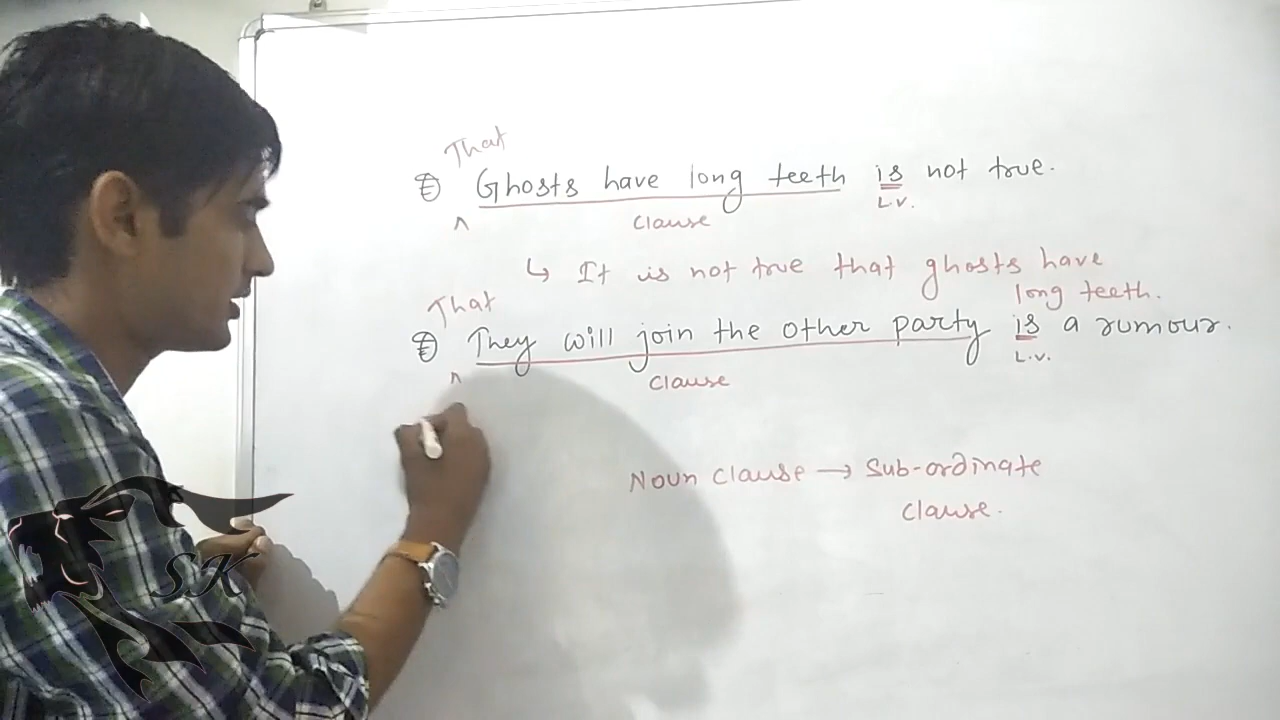 That
Ⓔ Ghosts have long teeth is not true.
^ clause L.V.
↳ It is not true that ghosts have
long teeth.
That
Ⓔ They will join the other party is a rumour.
^ clause L.V.
Noun clause → Sub-ordinate
clause.
SK